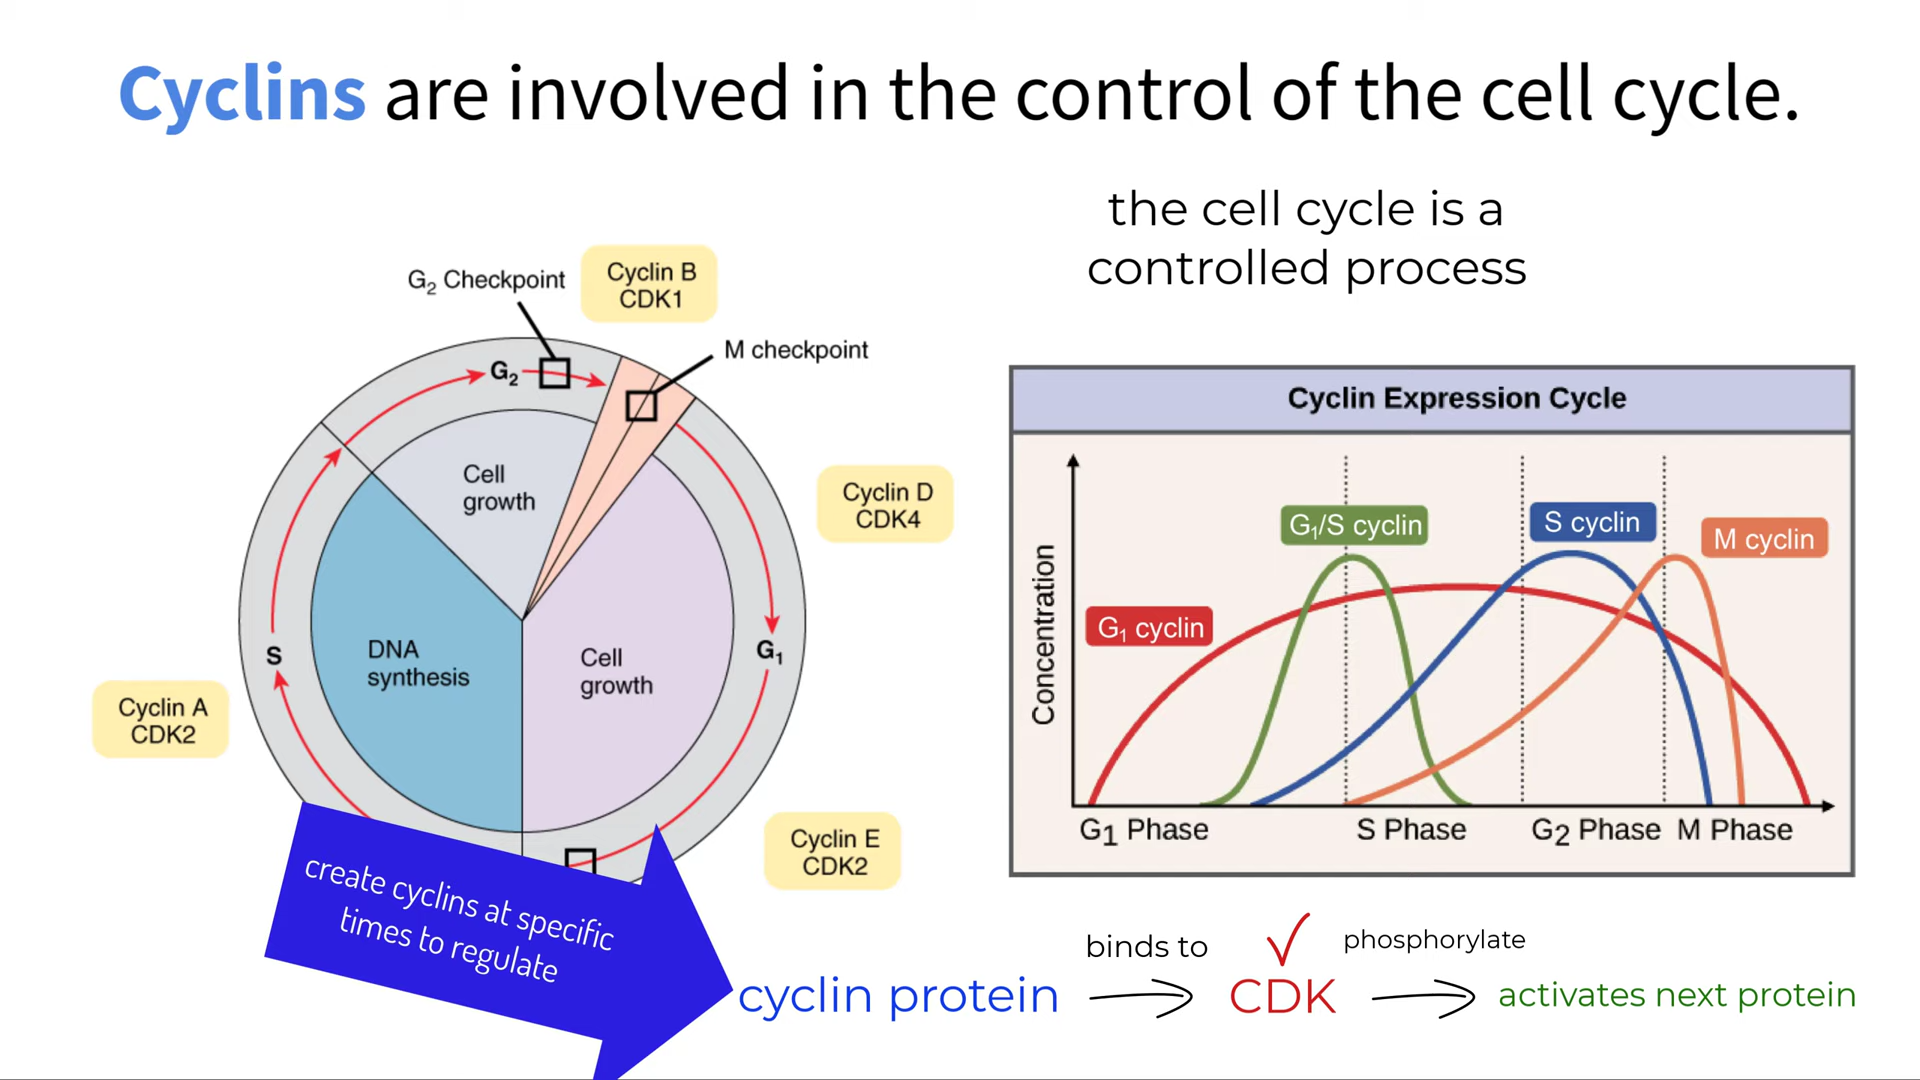 Cyclins are involved in the control of the cell cycle.
the cell cycle is a
controlled process
G₂ Checkpoint
Cyclin B
CDK1
M checkpoint
G₂
Cell
growth
Cyclin D
CDK4
S
DNA
synthesis
Cell
growth
G₁
Cyclin A
CDK2
Cyclin E
CDK2
create cyclins at specific
times to regulate
Cyclin Expression Cycle
Concentration
G₁ cyclin
G₁/S cyclin
S cyclin
M cyclin
G₁ Phase
S Phase
G₂ Phase
M Phase
cyclin protein
binds to
CDK
phosphorylate
activates next protein